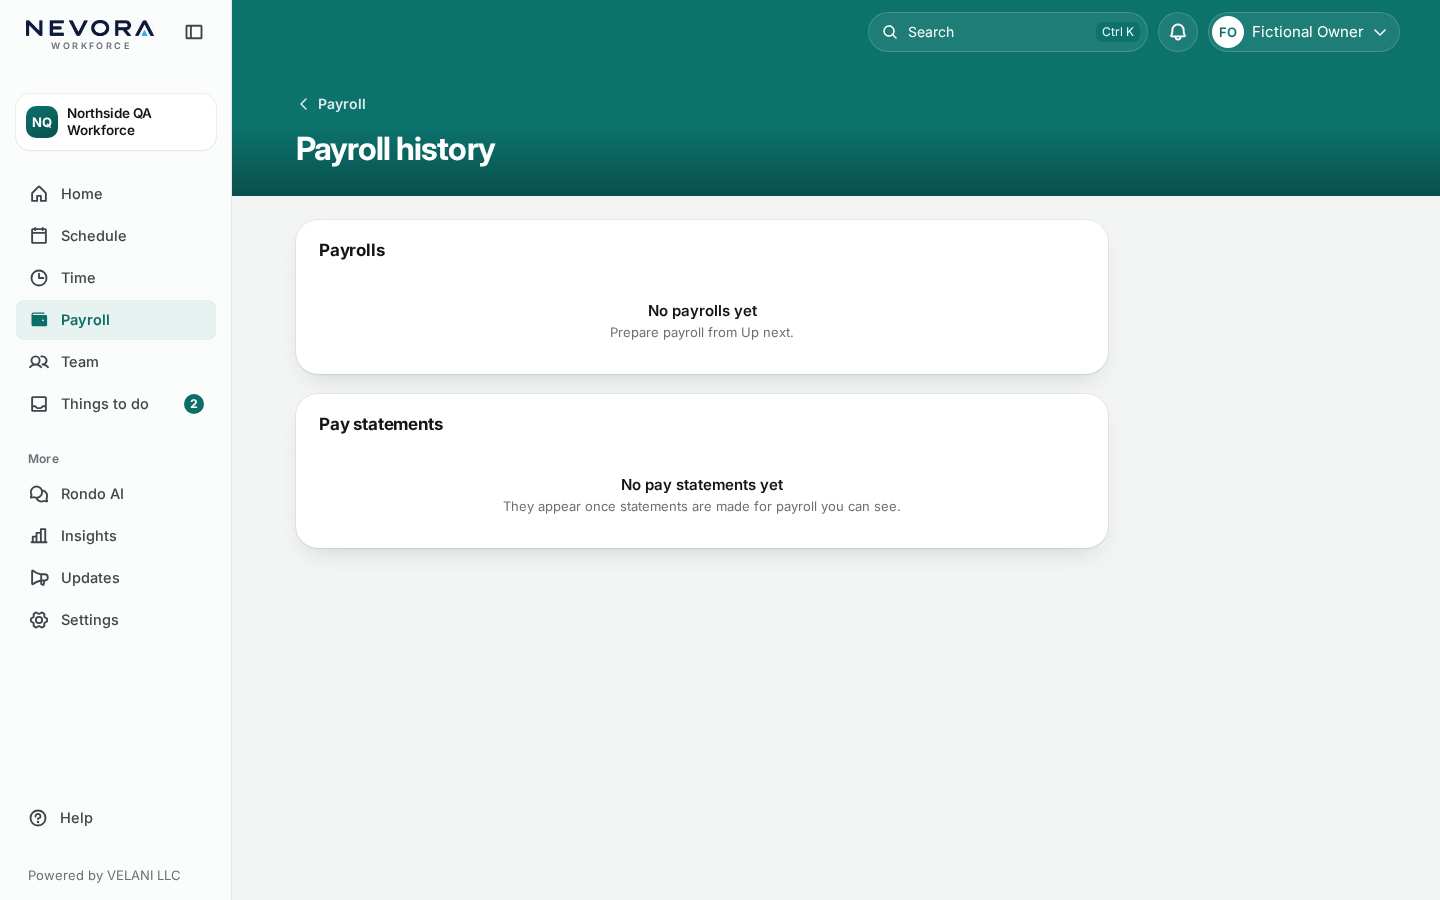 NEVORA
WORKFORCE
Search
Ctrl K
FO
Fictional Owner
NQ
Northside QA
Workforce
Home
Schedule
Time
Payroll
Team
Things to do
2
More
Rondo AI
Insights
Updates
Settings
Help
Powered by VELANI LLC
Payroll
Payroll history
Payrolls
No payrolls yet
Prepare payroll from Up next.
Pay statements
No pay statements yet
They appear once statements are made for payroll you can see.